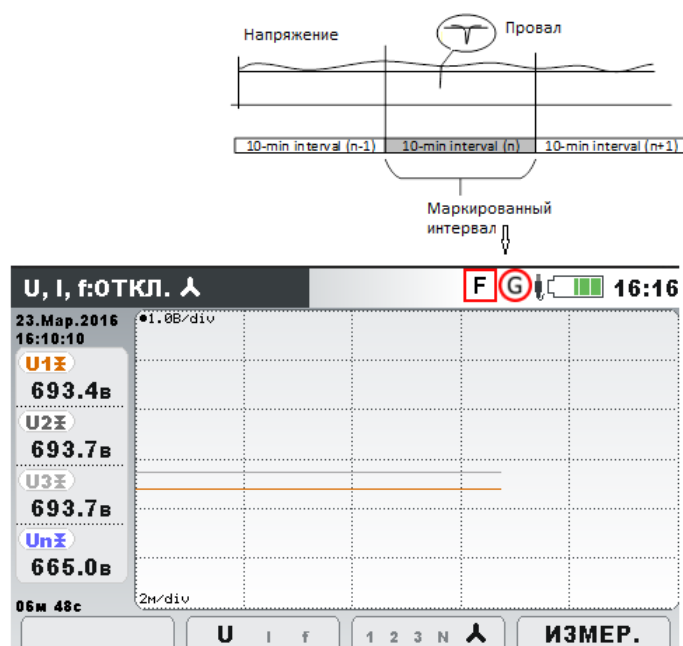 Напряжение
Провал
10-min interval (n-1) 10-min interval (n) 10-min interval (n+1)
Маркированный
интервал
U, I, f:ОТКЛ. F G 16:16
23.Мар.2016
16:10:10
●1.0В/div
U1
693.4в
U2
693.7в
U3
693.7в
Un
665.0в
06м 48с
2м/div
U I f 1 2 3 N ИЗМЕР.